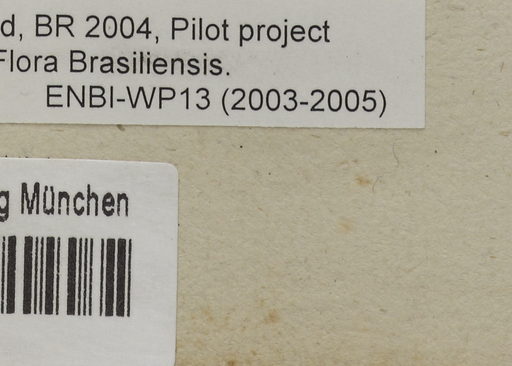 d, BR 2004, Pilot project
Flora Brasiliensis.
ENBI-WP13 (2003-2005)
g München